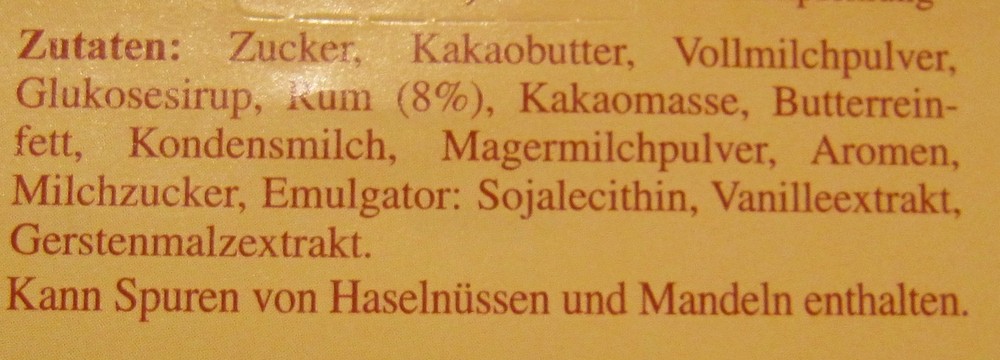 Zutaten: Zucker, Kakaobutter, Vollmilchpulver,
Glukosesirup, Rum (8%), Kakaomasse, Butterrein-
fett, Kondensmilch, Magermilchpulver, Aromen,
Milchzucker, Emulgator: Sojalecithin, Vanilleextrakt,
Gerstenmalzextrakt.
Kann Spuren von Haselnüssen und Mandeln enthalten.